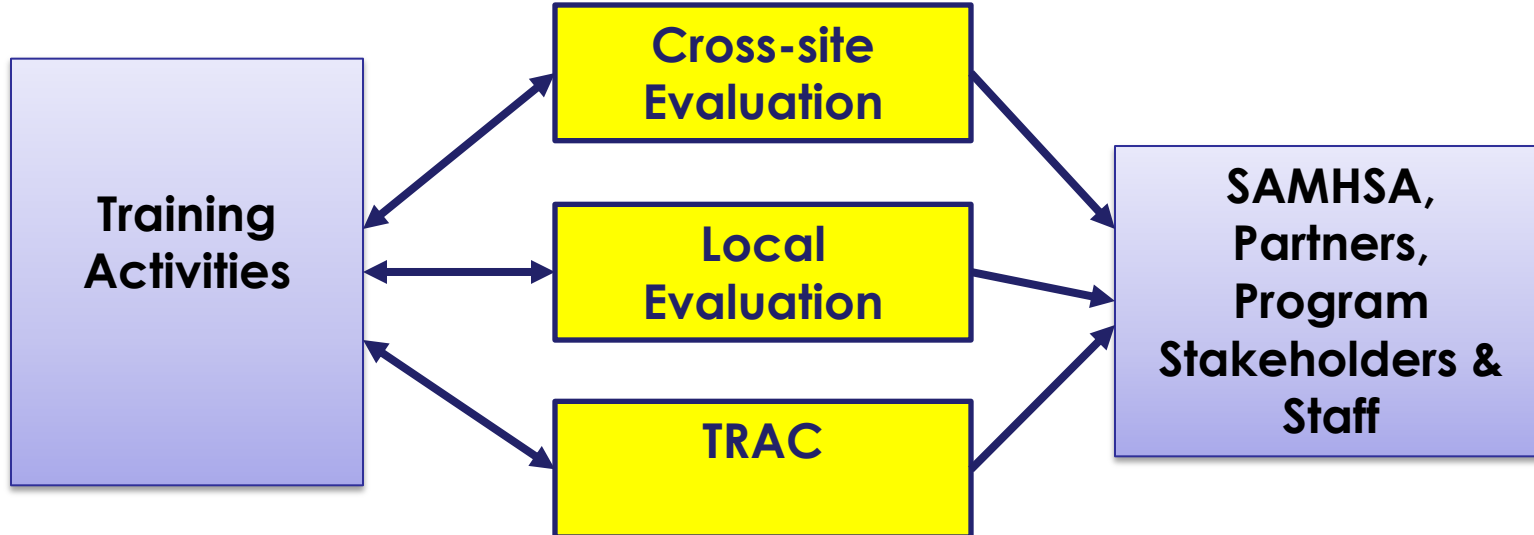 Training
Activities
Cross-site
Evaluation
Local
Evaluation
TRAC
SAMHSA,
Partners,
Program
Stakeholders &
Staff